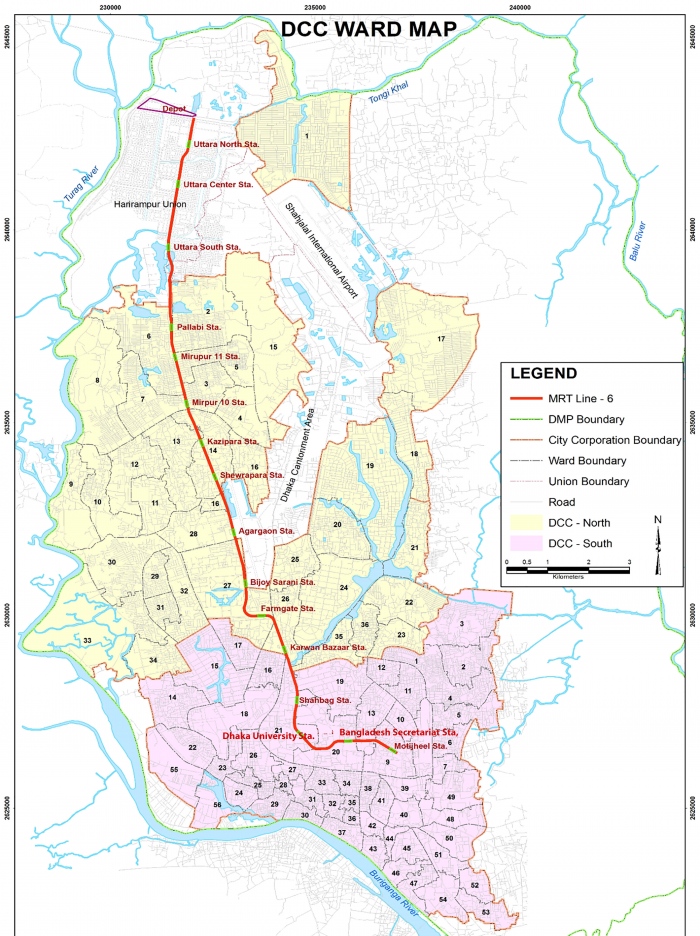 230000
235000
240000
DCC WARD MAP
2645000
2645000
Tongi Khal
Depot
1
Uttara North Sta.
Turag River
Uttara Center Sta.
Harirampur Union
Shahjalal International Airport
2640000
2640000
Balu River
Uttara South Sta.
2
Pallabi Sta.
6
17
15
Mirupur 11 Sta.
5
8
3
7
Mirpur 10 Sta.
4
2635000
2635000
LEGEND
MRT Line - 6
DMP Boundary
City Corporation Boundary
Ward Boundary
Union Boundary
Road
DCC - North
DCC - South
0 0.5 1 2 3
Kilometers
N
Dhaka Cantonment Area
13
Kazipara Sta,
14
18
12
16
19
9
Shewrapara Sta.
10
11
16
20
28
Agargaon Sta.
21
30
25
29
Bijoy Sarani Sta.
32
27
24
31
26
22
Farmgate Sta.
2630000
2630000
36
33
35
23
3
17
Karwan Bazaar Sta.
34
15
16
12
1
2
19
14
11
4
Shahbag Sta.
18
13
10
5
21
Dhaka University Sta.
Bangladesh Secretariat Sta,
6
22
20
Motijheel Sta.
26
9
55
23
27
7
24
25
28
33
34
38
39
56
29
31
32
35
41
49
2625000
2625000
30
36
40
48
37
42
44
50
43
45
51
46
47
52
Buriganga River
54
53